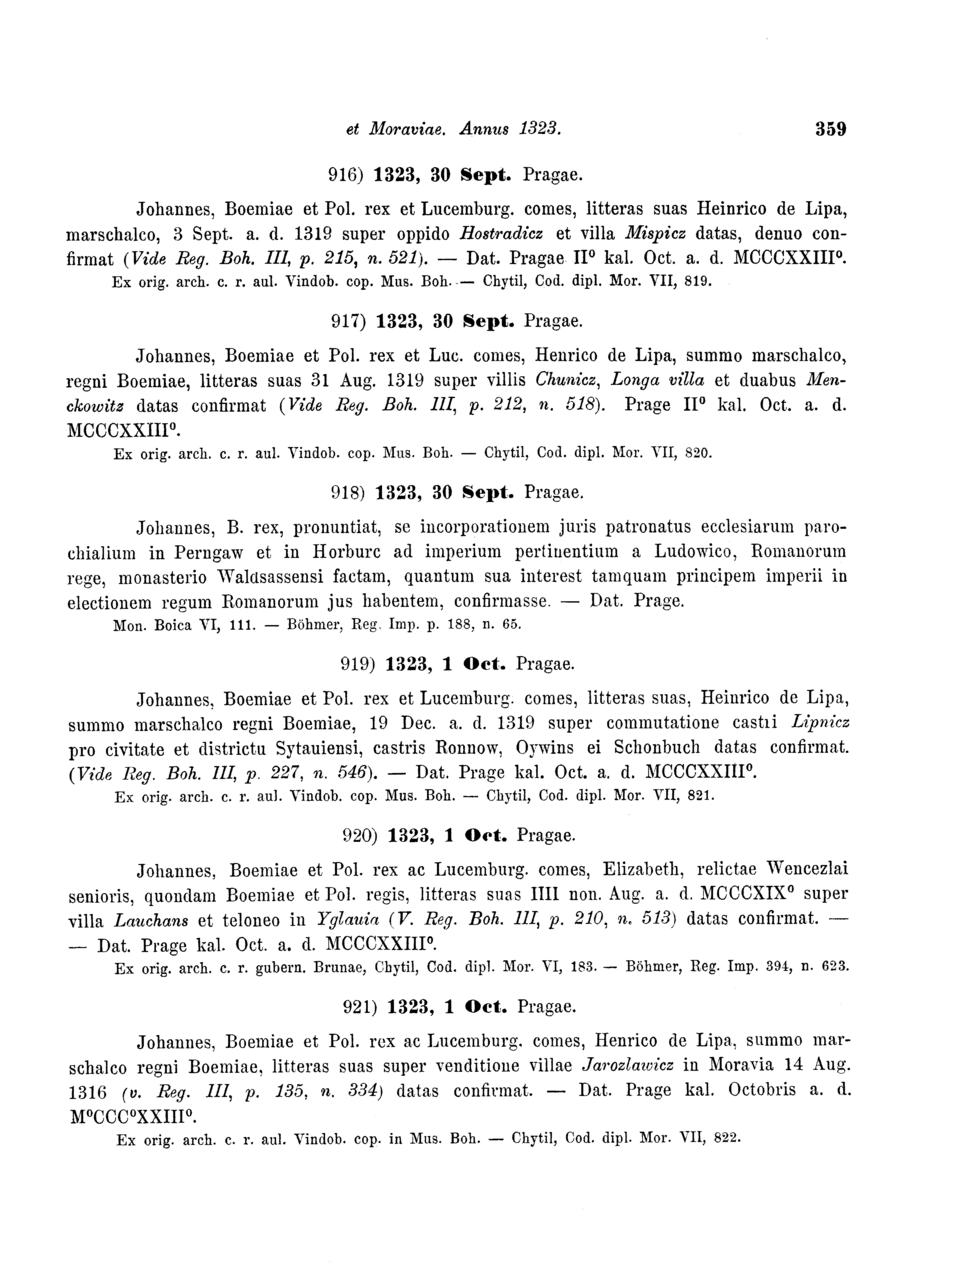 et Moraviae. Annus 1323. 359
916) 1323, 30 Sept. Pragae.
Johannes, Boemiae et Pol. rex et Lucemburg. comes, litteras suas Heinrico de Lipa,
marschalco, 3 Sept. a. d. 1319 super oppido Hostradicz et villa Mispicz datas, denuo con-
firmat (Vide Reg. Boh. III, p. 215, n. 521). — Dat. Pragae II⁰ kal. Oct. a. d. MCCCXXIII⁰.
Ex orig. arch. c. r. aul. Vindob. cop. Mus. Boh. — Chytil, Cod. dipl. Mor. VII, 819.
917) 1323, 30 Sept. Pragae.
Johannes, Boemiae et Pol. rex et Luc. comes, Henrico de Lipa, summo marschalco,
regni Boemiae, litteras suas 31 Aug. 1319 super villis Chunicz, Longa villa et duabus Men-
ckowitz datas confirmat (Vide Reg. Boh. III, p. 212, n. 518). Prage II⁰ kal. Oct. a. d.
MCCCXXIII⁰.
Ex orig. arch. c. r. aul. Vindob. cop. Mus. Boh. — Chytil, Cod. dipl. Mor. VII, 820.
918) 1323, 30 Sept. Pragae.
Johannes, B. rex, pronuntiat, se incorporationem juris patronatus ecclesiarum paro-
chialium in Perngaw et in Horburc ad imperium pertinentium a Ludowico, Romanorum
rege, monasterio Waldsassensi factam, quantum sua interest tamquam principem imperii in
electionem regum Romanorum jus habentem, confirmasse. — Dat. Prage.
Mon. Boica VI, 111. — Böhmer, Reg. Imp. p. 188, n. 65.
919) 1323, 1 Oct. Pragae.
Johannes, Boemiae et Pol. rex et Lucemburg. comes, litteras suas, Heinrico de Lipa,
summo marschalco regni Boemiae, 19 Dec. a. d. 1319 super commutatione castii Lipnicz
pro civitate et districtu Sytauiensi, castris Ronnow, Oywins ei Schonbuch datas confirmat.
(Vide Reg. Boh. III, p. 227, n. 546). — Dat. Prage kal. Oct. a. d. MCCCXXIII⁰.
Ex orig. arch. c. r. aul. Vindob. cop. Mus. Boh. — Chytil, Cod. dipl. Mor. VII, 821.
920) 1323, 1 Oct. Pragae.
Johannes, Boemiae et Pol. rex ac Lucemburg. comes, Elizabeth, relictae Wencezlai
senioris, quondam Boemiae et Pol. regis, litteras suas IIII non. Aug. a. d. MCCCXIX⁰ super
villa Lauchans et teloneo in Yglauia (V. Reg. Boh. III, p. 210, n. 513) datas confirmat. —
— Dat. Prage kal. Oct. a. d. MCCCXXIII⁰.
Ex orig. arch. c. r. gubern. Brunae, Chytil, Cod. dipl. Mor. VI, 183. — Böhmer, Reg. Imp. 394, n. 623.
921) 1323, 1 Oct. Pragae.
Johannes, Boemiae et Pol. rex ac Lucemburg. comes, Henrico de Lipa, summo mar-
schalco regni Boemiae, litteras suas super venditione villae Jarozlawicz in Moravia 14 Aug.
1316 (v. Reg. III, p. 135, n. 334) datas confirmat. — Dat. Prage kal. Octobris a. d.
M⁰CCC⁰XXIII⁰.
Ex orig. arch. c. r. aul. Vindob. cop. in Mus. Boh. — Chytil, Cod. dipl. Mor. VII, 822.